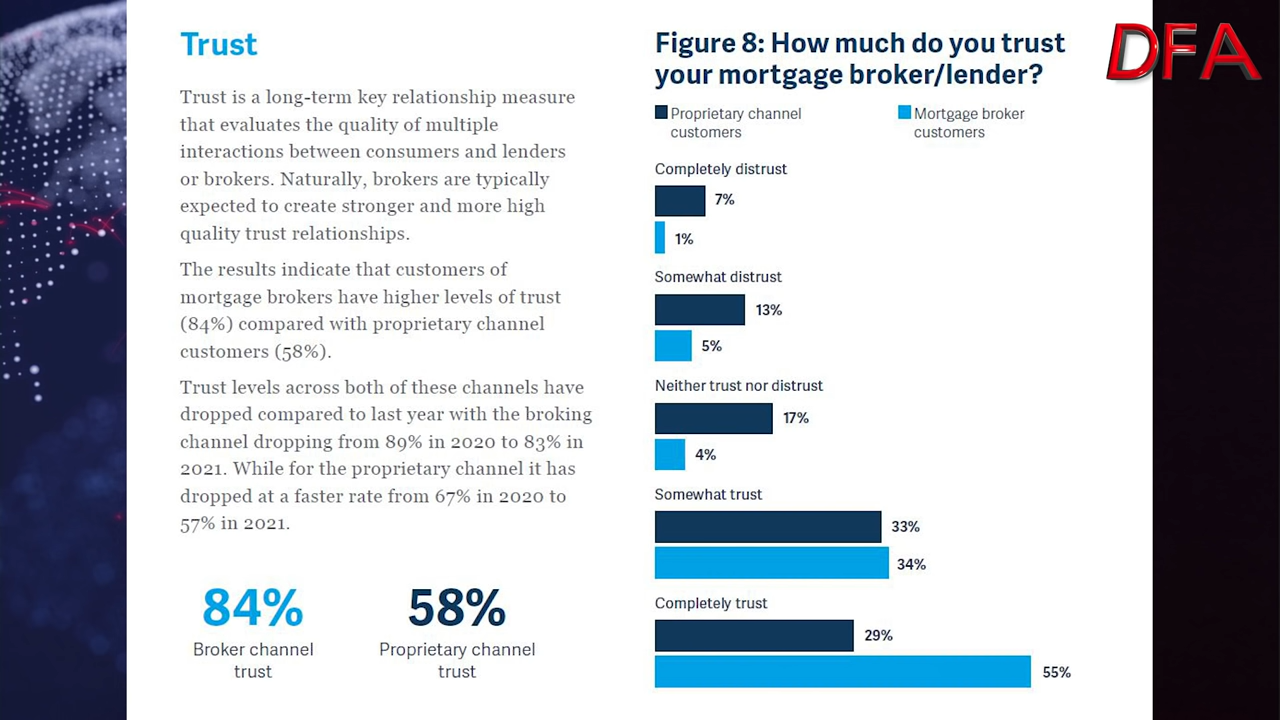 Trust
Trust is a long-term key relationship measure
that evaluates the quality of multiple
interactions between consumers and lenders
or brokers. Naturally, brokers are typically
expected to create stronger and more high
quality trust relationships.
The results indicate that customers of
mortgage brokers have higher levels of trust
(84%) compared with proprietary channel
customers (58%).
Trust levels across both of these channels have
dropped compared to last year with the broking
channel dropping from 89% in 2020 to 83% in
2021. While for the proprietary channel it has
dropped at a faster rate from 67% in 2020 to
57% in 2021.
84%
Broker channel
trust
58%
Proprietary channel
trust
Figure 8: How much do you trust
your mortgage broker/lender?
Proprietary channel
customers
Mortgage broker
customers
Completely distrust
7%
1%
Somewhat distrust
13%
5%
Neither trust nor distrust
17%
4%
Somewhat trust
33%
34%
Completely trust
29%
55%
DFA